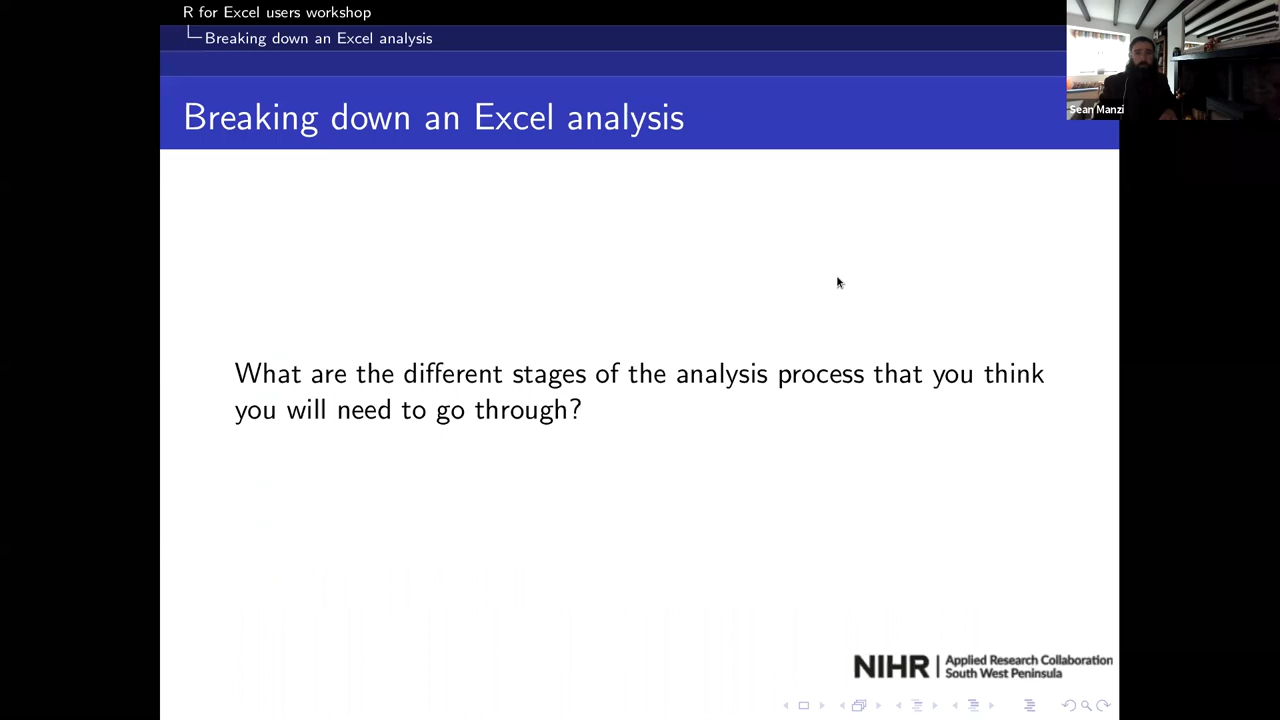 R for Excel users workshop
Breaking down an Excel analysis
Breaking down an Excel analysis
Sean Manzi
What are the different stages of the analysis process that you think
you will need to go through?
NIHR | Applied Research Collaboration
South West Peninsula